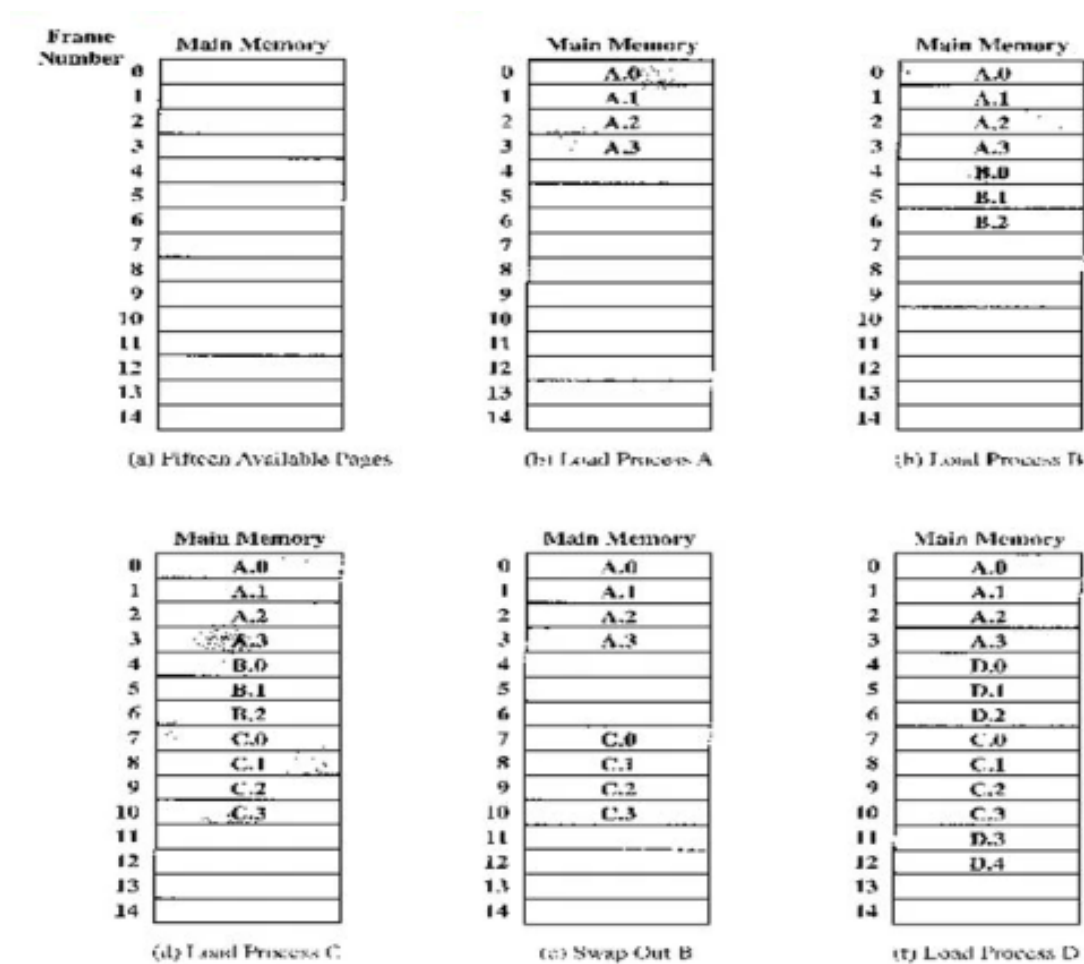 Frame
Number
Main Memory
0
1
2
3
4
5
6
7
8
9
10
11
12
13
14
(a) Fifteen Available Pages
Main Memory
0 A.0
1 A.1
2 A.2
3 A.3
4
5
6
7
8
9
10
11
12
13
14
(b) Load Process A
Main Memory
0 A.0
1 A.1
2 A.2
3 A.3
4 B.0
5 B.1
6 B.2
7
8
9
10
11
12
13
14
(b) Load Process B
Main Memory
0 A.0
1 A.1
2 A.2
3 A.3
4 B.0
5 B.1
6 B.2
7 C.0
8 C.1
9 C.2
10 C.3
11
12
13
14
(d) Load Process C
Main Memory
0 A.0
1 A.1
2 A.2
3 A.3
4
5
6
7 C.0
8 C.1
9 C.2
10 C.3
11
12
13
14
(e) Swap Out B
Main Memory
0 A.0
1 A.1
2 A.2
3 A.3
4 D.0
5 D.1
6 D.2
7 C.0
8 C.1
9 C.2
10 C.3
11 D.3
12 D.4
13
14
(f) Load Process D